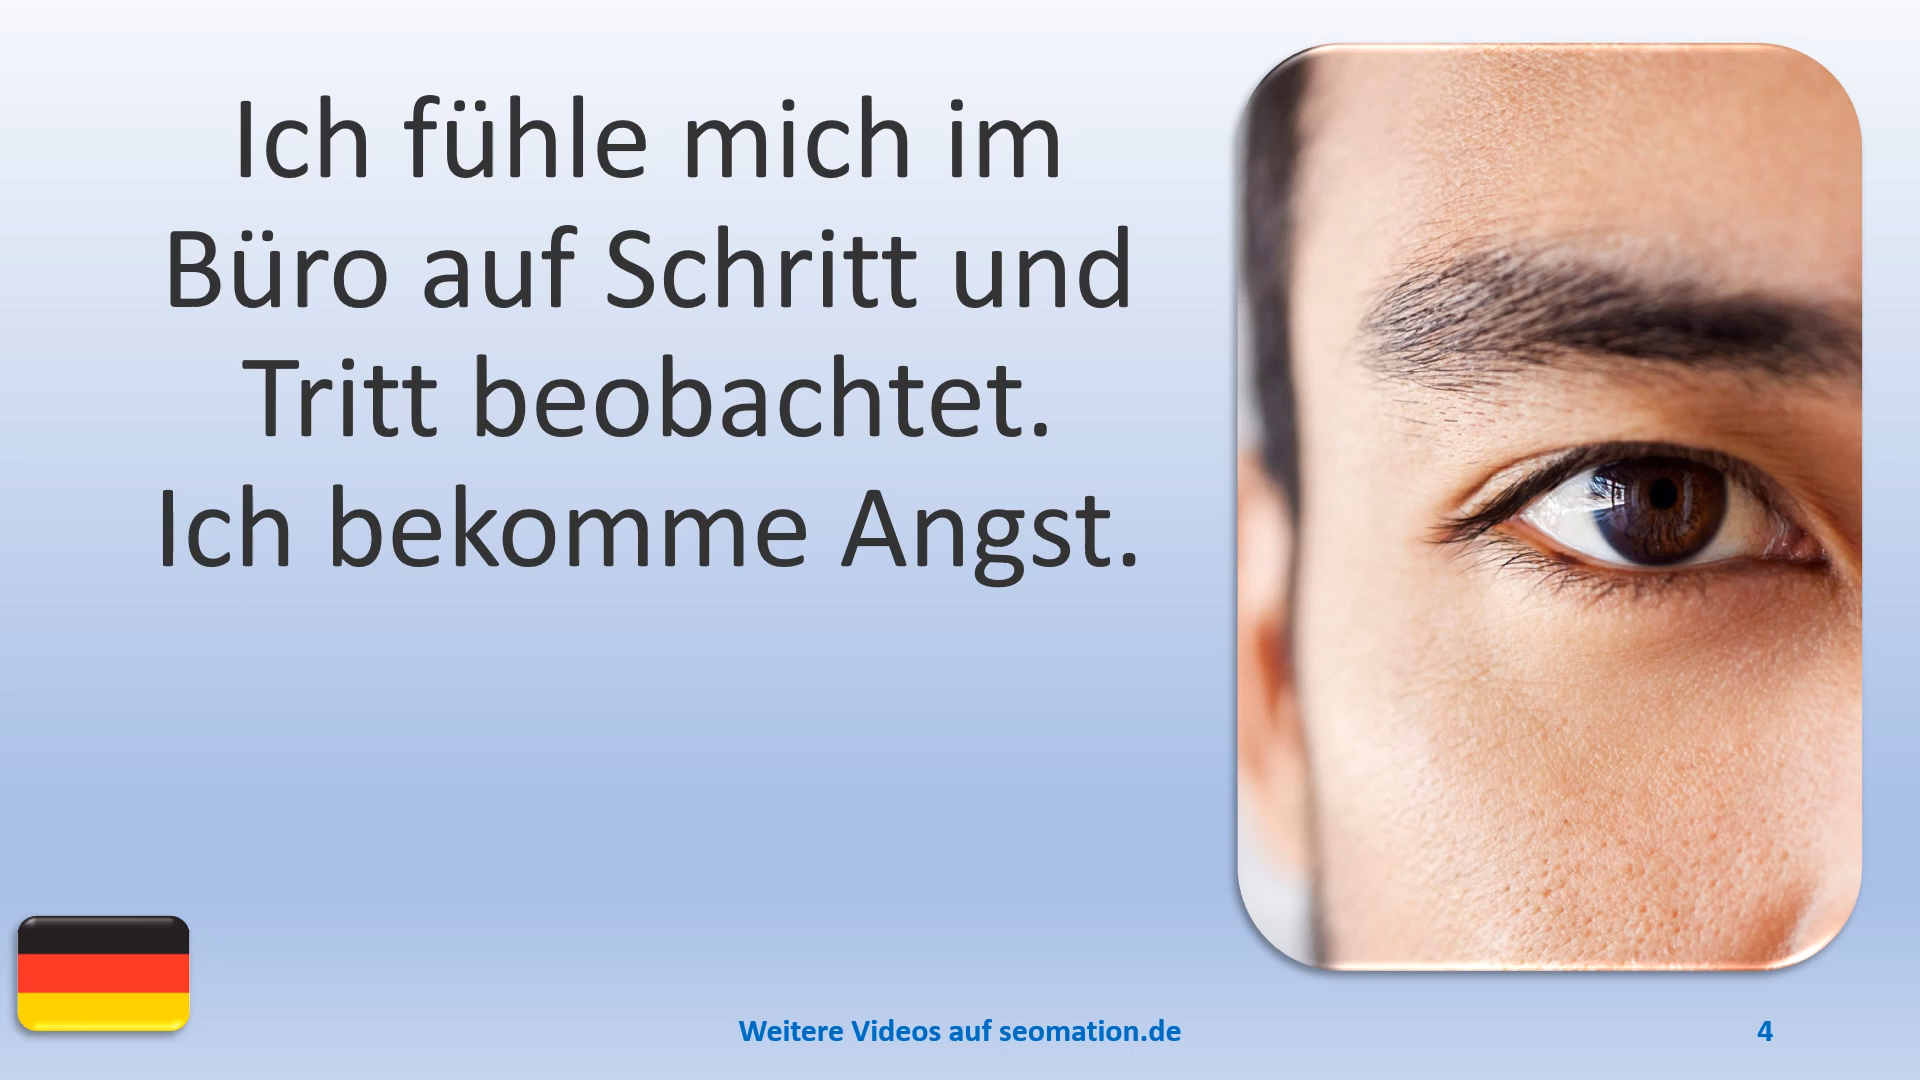 Ich fühle mich im
Büro auf Schritt und
Tritt beobachtet.
Ich bekomme Angst.
Weitere Videos auf seomation.de
4